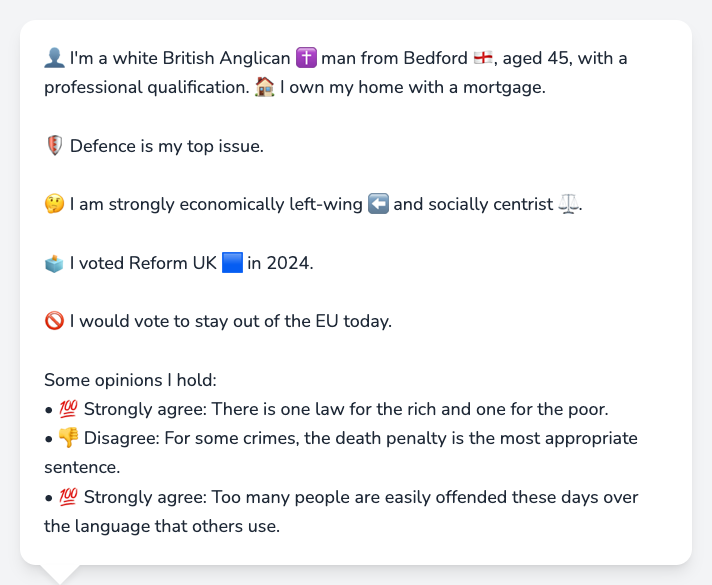 👤 I'm a white British Anglican ✝️ man from Bedford 🏴󠁧󠁢󠁥󠁮󠁧󠁿, aged 45, with a
professional qualification. 🏠 I own my home with a mortgage.
🛡️ Defence is my top issue.
🤔 I am strongly economically left-wing ⬅️ and socially centrist ⚖️.
🗳️ I voted Reform UK 🟦 in 2024.
🚫 I would vote to stay out of the EU today.
Some opinions I hold:
• 💯 Strongly agree: There is one law for the rich and one for the poor.
• 👎 Disagree: For some crimes, the death penalty is the most appropriate
sentence.
• 💯 Strongly agree: Too many people are easily offended these days over
the language that others use.